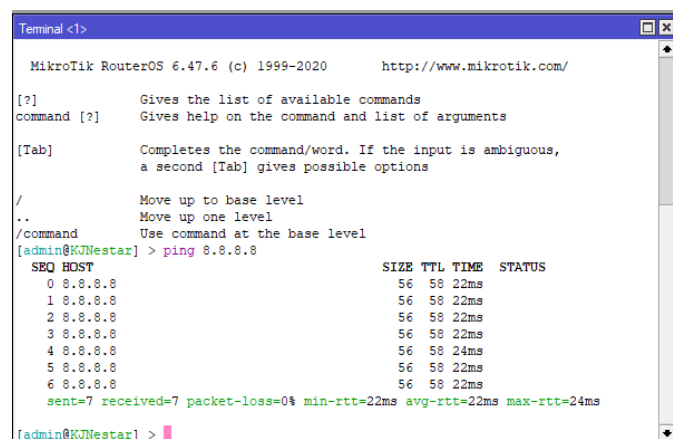 Terminal <1>
MikroTik RouterOS 6.47.6 (c) 1999-2020 http://www.mikrotik.com/
[?] Gives the list of available commands
command [?] Gives help on the command and list of arguments
[Tab] Completes the command/word. If the input is ambiguous,
a second [Tab] gives possible options
/ Move up to base level
.. Move up one level
/command Use command at the base level
[admin@KJNestar] > ping 8.8.8.8
SEQ HOST SIZE TTL TIME STATUS
0 8.8.8.8 56 58 22ms
1 8.8.8.8 56 58 22ms
2 8.8.8.8 56 58 22ms
3 8.8.8.8 56 58 22ms
4 8.8.8.8 56 58 24ms
5 8.8.8.8 56 58 22ms
6 8.8.8.8 56 58 22ms
sent=7 received=7 packet-loss=0% min-rtt=22ms avg-rtt=22ms max-rtt=24ms
[admin@KJNestar] >